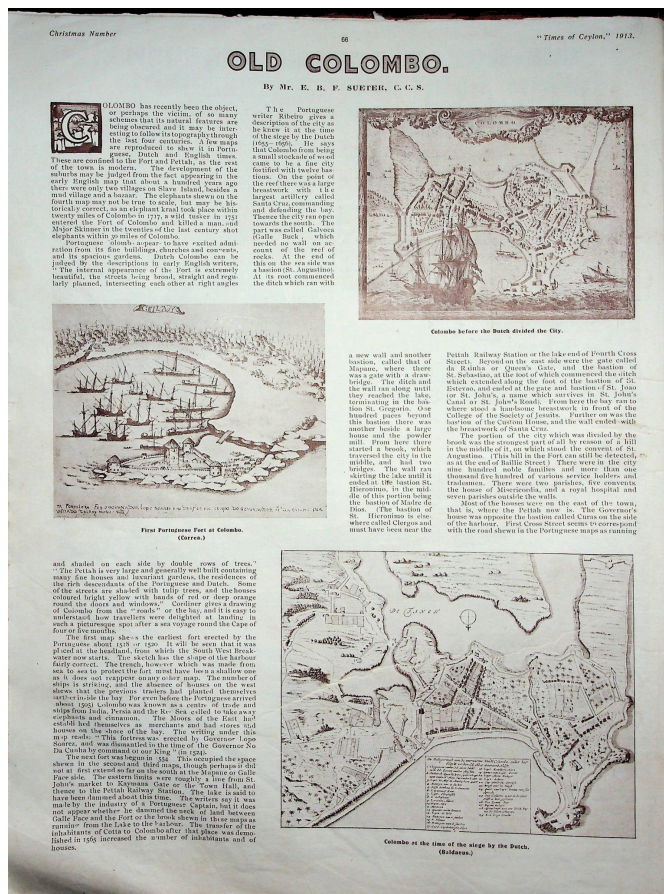 Christmas Number
66
"Times of Ceylon," 1913.
OLD COLOMBO.
By Mr. E. B. F. SUETER, C. C. S.
COLOMBO has recently been the object,
or perhaps the victim, of so many
schemes that its natural features are
being obscured and it may be inter-
esting to follow its topography through
the last four centuries. A few maps
are reproduced to shew it in Portu-
guese, Dutch and English times.
These are confined to the Fort and Pettah, as the rest
of the town is modern. The development of the
suburbs may be judged from the fact appearing in the
early English map that about a hundred years ago
there were only two villages on Slave Island, besides a
mud village and a bazaar. The elephants shewn on the
fourth map may not be true to scale, but may be his-
torically correct, as an elephant kraal took place within
twenty miles of Colombo in 1717, a wild tusker in 1751
entered the Fort of Colombo and killed a man, and
Major Skinner in the twenties of the last century shot
elephants within 30 miles of Colombo.
Portuguese Colombo appears to have excited admi-
ration from its fine buildings, churches and convents,
and its spacious gardens. Dutch Colombo can be
judged by the descriptions in early English writers.
"The internal appearance of the Fort is extremely
beautiful, the streets being broad, straight and regu-
larly planned, intersecting each other at right angles
The Portuguese
writer Ribeiro gives a
description of the city as
he knew it at the time
of the siege by the Dutch
(1655—1656). He says
that Colombo from being
a small stockade of wood
came to be a fine city
fortified with twelve bas-
tions. On the point of
the reef there was a large
breastwork with the
largest artillery called
Santa Cruz, commanding
and defending the bay.
Thence the city ran open
towards the south. The
part was called Galvoca
(Galle Buck), which
needed no wall on ac-
count of the reef of
rocks. At the end of
this on the sea side was
a bastion (St. Augustino).
At its root commenced
the ditch which ran with
Colombo before the Dutch divided the City.
First Portuguese Fort at Colombo.
(Correa.)
a new wall and another
bastion, called that of
Mapane, where there
was a gate with a draw-
bridge. The ditch and
the wall ran along until
they reached the lake,
terminating in the bas-
tion St. Gregorio. One
hundred paces beyond
this bastion there was
another beside a large
house and the powder
mill. From here there
started a brook, which
traversed the city in the
middle, and had two
bridges. The wall ran
skirting the lake until it
ended at the bastion St.
Hieronimo, in the mid-
dle of this portion being
the bastion of Madre de
Dios. (The bastion of
St. Hieronimo is else-
where called Clergos and
must have been near the
Pettah Railway Station or the lake end of Fourth Cross
Street). Beyond on the east side were the gate called
da Rainha or Queen's Gate, and the bastion of
St. Sebastiao, at the root of which commenced the ditch
which extended along the foot of the bastion of St.
Estevao, and ended at the gate and bastion of St. Joao
(or St. John's, a name which survives in St. John's
Canal or St. John's Road). From here the bay ran to
where stood a handsome breastwork in front of the
College of the Society of Jesuits. Further on was the
bastion of the Custom House, and the wall ended with
the breastwork of Santa Cruz.
The portion of the city which was divided by the
brook was the strongest part of all by reason of a hill
in the middle of it, on which stood the convent of St.
Augustino. (This hill in the Fort can still be detected,
as at the end of Baillie Street.) There were in the city
nine hundred noble families and more than one
thousand five hundred of various service holders and
tradesmen. There were two parishes, five convents,
the house of Misericordia, and a royal hospital and
seven parishes outside the walls.
Most of the houses were on the east of the town,
that is, where the Pettah now is. The Governor's
house was opposite the bastion called Curas on the side
of the harbour. First Cross Street seems to correspond
with the road shewn in the Portuguese maps as running
and shaded on each side by double rows of trees."
"The Pettah is very large and generally well built containing
many fine houses and luxuriant gardens, the residences of
the rich descendants of the Portuguese and Dutch. Some
of the streets are shaded with tulip trees, and the houses
coloured bright yellow with bands of red or deep orange
round the doors and windows." Cordiner gives a drawing
of Colombo from the "roads" or the bay, and it is easy to
understand how travellers were delighted at landing in
such a picturesque spot after a sea voyage round the Cape of
four or five months.
The first map shews the earliest fort erected by the
Portuguese about 1518 or 1520. It will be seen that it was
placed at the headland, from which the South West Break-
water now starts. The sketch has the shape of the harbour
fairly correct. The trench, however which was made from
sea to sea to protect the fort must have been a shallow one
as it does not reappear on any other map. The number of
ships is striking, and the absence of houses on the west
shews that the previous traders had planted themselves
farther inside the bay. For even before the Portuguese arrived
(about 1505) Colombo was known as a centre of trade and
ships from India, Persia and the Red Sea called to take away
elephants and cinnamon. The Moors of the East had
established themselves as merchants and had stores and
houses on the shore of the bay. The writing under this
map reads: "This fortress was erected by Governor Lopo
Soarez, and was dismantled in the time of the Governor No
Da Cunha by command or our King" (in 1524).
The next fort was begun in 1554. This occupied the space
shewn in the second and third maps, though perhaps it did
not at first extend so far on the south at the Mapane or Galle
Face side. The eastern limits were roughly a line from St.
John's market to Kaymans Gate or the Town Hall, and
thence to the Pettah Railway Station. The lake is said to
have been dammed about this time. The writers say it was
made by the industry of a Portuguese Captain, but it does
not appear whether he dammed the neck of land between
Galle Face and the Fort or the brook shewn in these maps as
running from the Lake to the harbour. The transfer of the
inhabitants of Cotta to Colombo after that place was demo-
lished in 1565 increased the number of inhabitants and of
houses.
Colombo at the time of the siege by the Dutch.
(Baldaeus.)